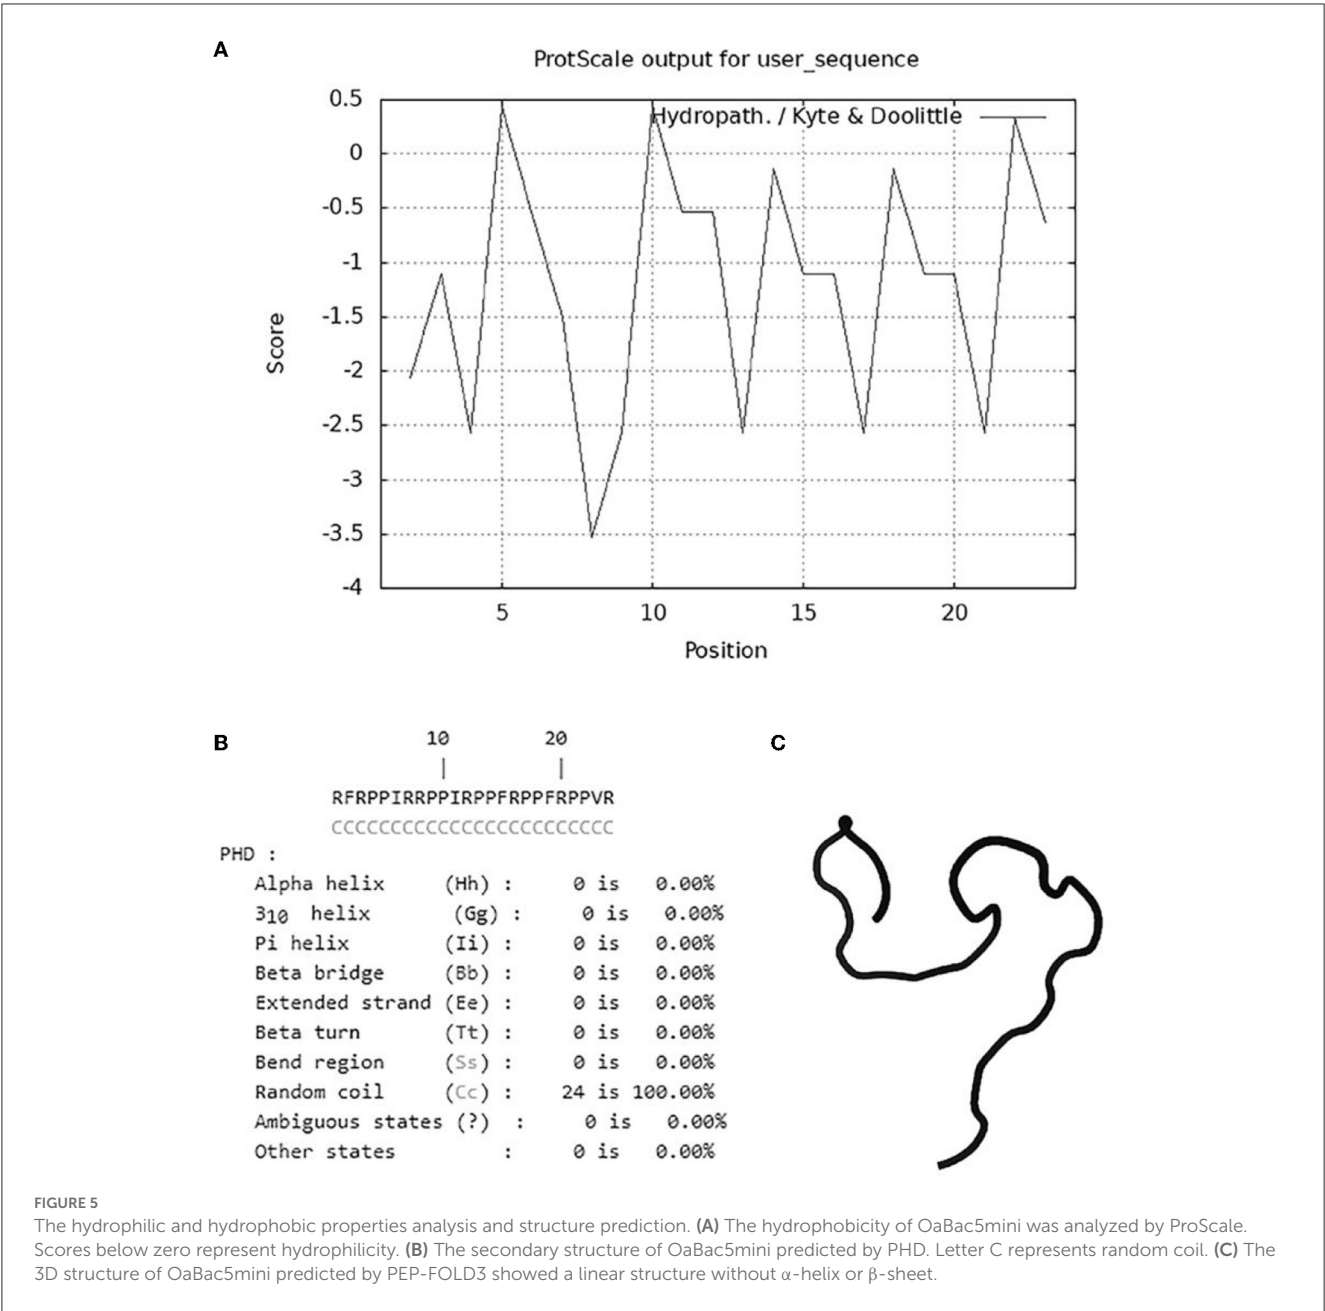 A
ProtScale output for user_sequence
Hydropath. / Kyte & Doolittle
0.5
0
-0.5
-1
-1.5
-2
-2.5
-3
-3.5
-4
Score
5 10 15 20
Position
B
10 20
| |
RFRPPIRRPPIRPPFRPPFRPPVR
CCCCCCCCCCCCCCCCCCCCCCCC
PHD :
Alpha helix (Hh) : 0 is 0.00%
310 helix (Gg) : 0 is 0.00%
Pi helix (Ii) : 0 is 0.00%
Beta bridge (Bb) : 0 is 0.00%
Extended strand (Ee) : 0 is 0.00%
Beta turn (Tt) : 0 is 0.00%
Bend region (Ss) : 0 is 0.00%
Random coil (Cc) : 24 is 100.00%
Ambiguous states (?) : 0 is 0.00%
Other states : 0 is 0.00%
C
FIGURE 5
The hydrophilic and hydrophobic properties analysis and structure prediction. (A) The hydrophobicity of OaBac5mini was analyzed by ProScale.
Scores below zero represent hydrophilicity. (B) The secondary structure of OaBac5mini predicted by PHD. Letter C represents random coil. (C) The
3D structure of OaBac5mini predicted by PEP-FOLD3 showed a linear structure without α-helix or β-sheet.